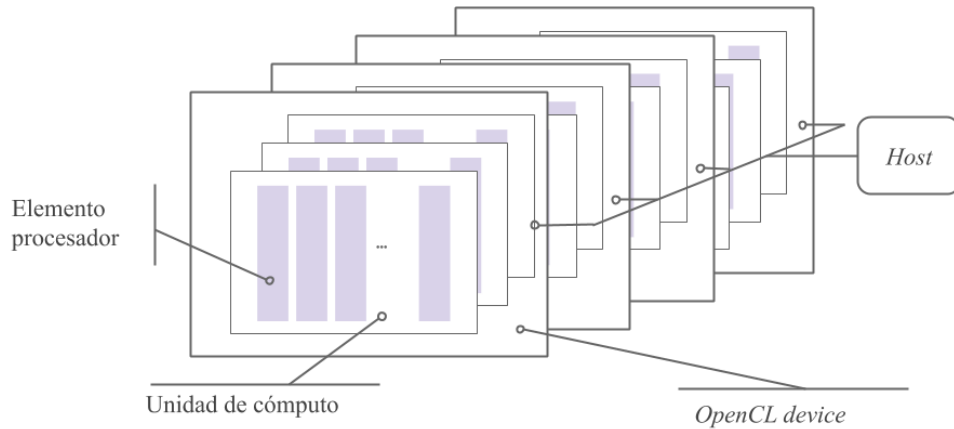 Host
Elemento
procesador
...
Unidad de cómputo
OpenCL device